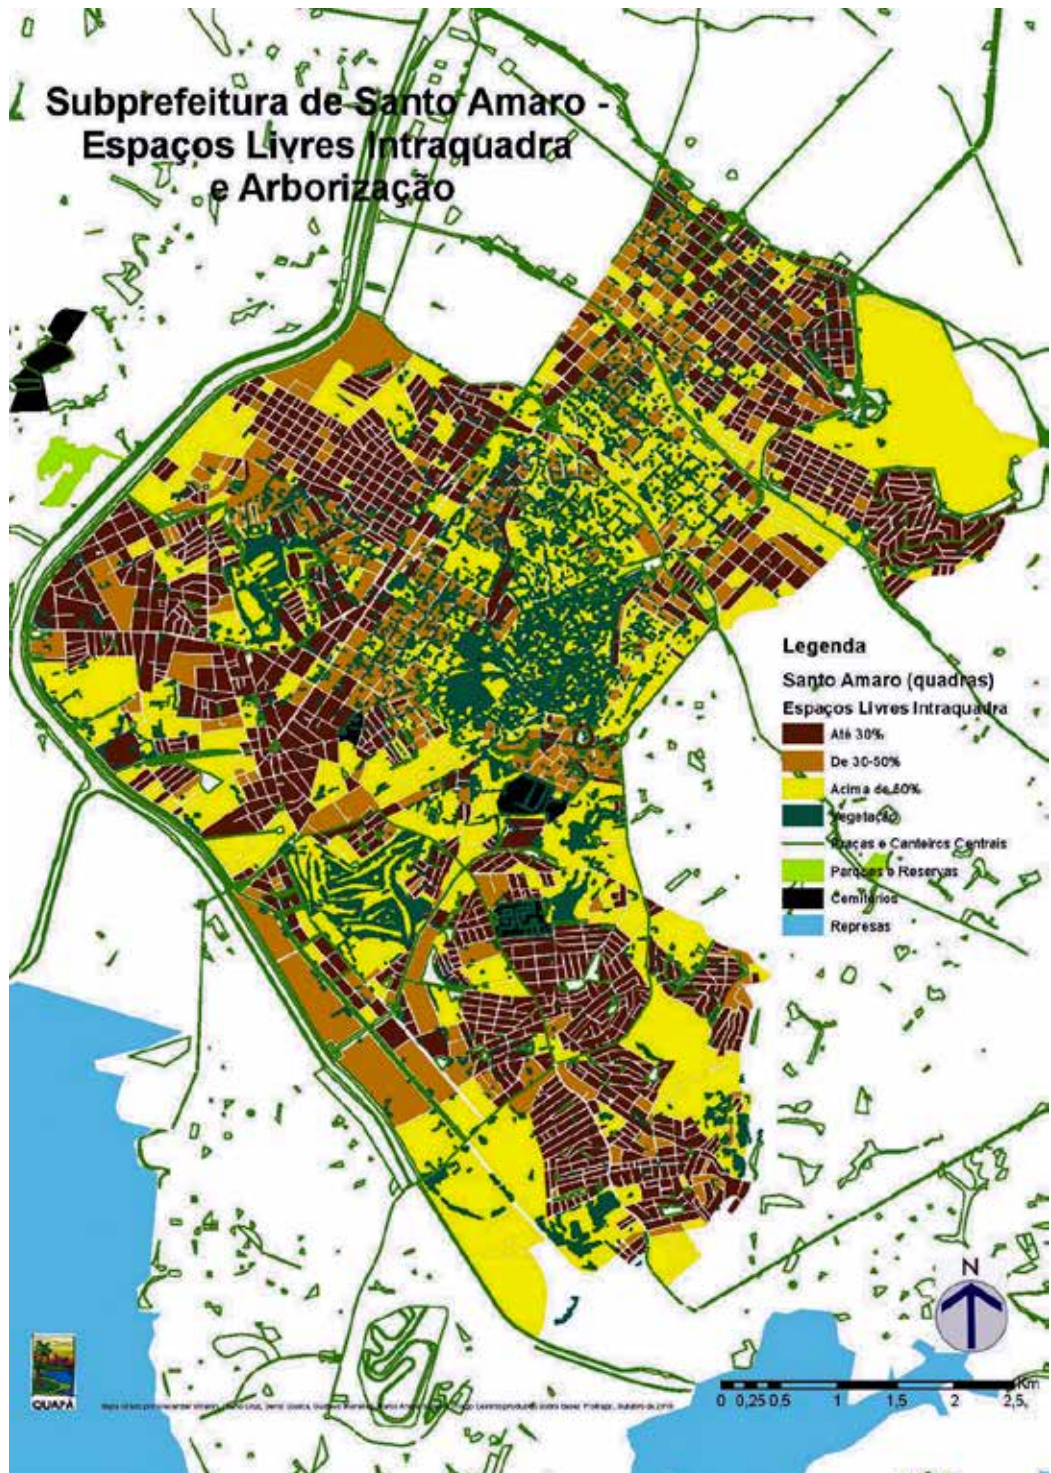 Subprefeitura de Santo Amaro -
Espaços Livres Intraquadra
e Arborização
Legenda
Santo Amaro (quadras)
Espaços Livres Intraquadra
Até 30%
De 30-50%
Acima de 50%
Vegetação
Praças e Canteiros Centrais
Parques e Reservas
Cemitérios
Represas
N
Km
0 0,25 0,5 1 1,5 2 2,5
QUAPÁ